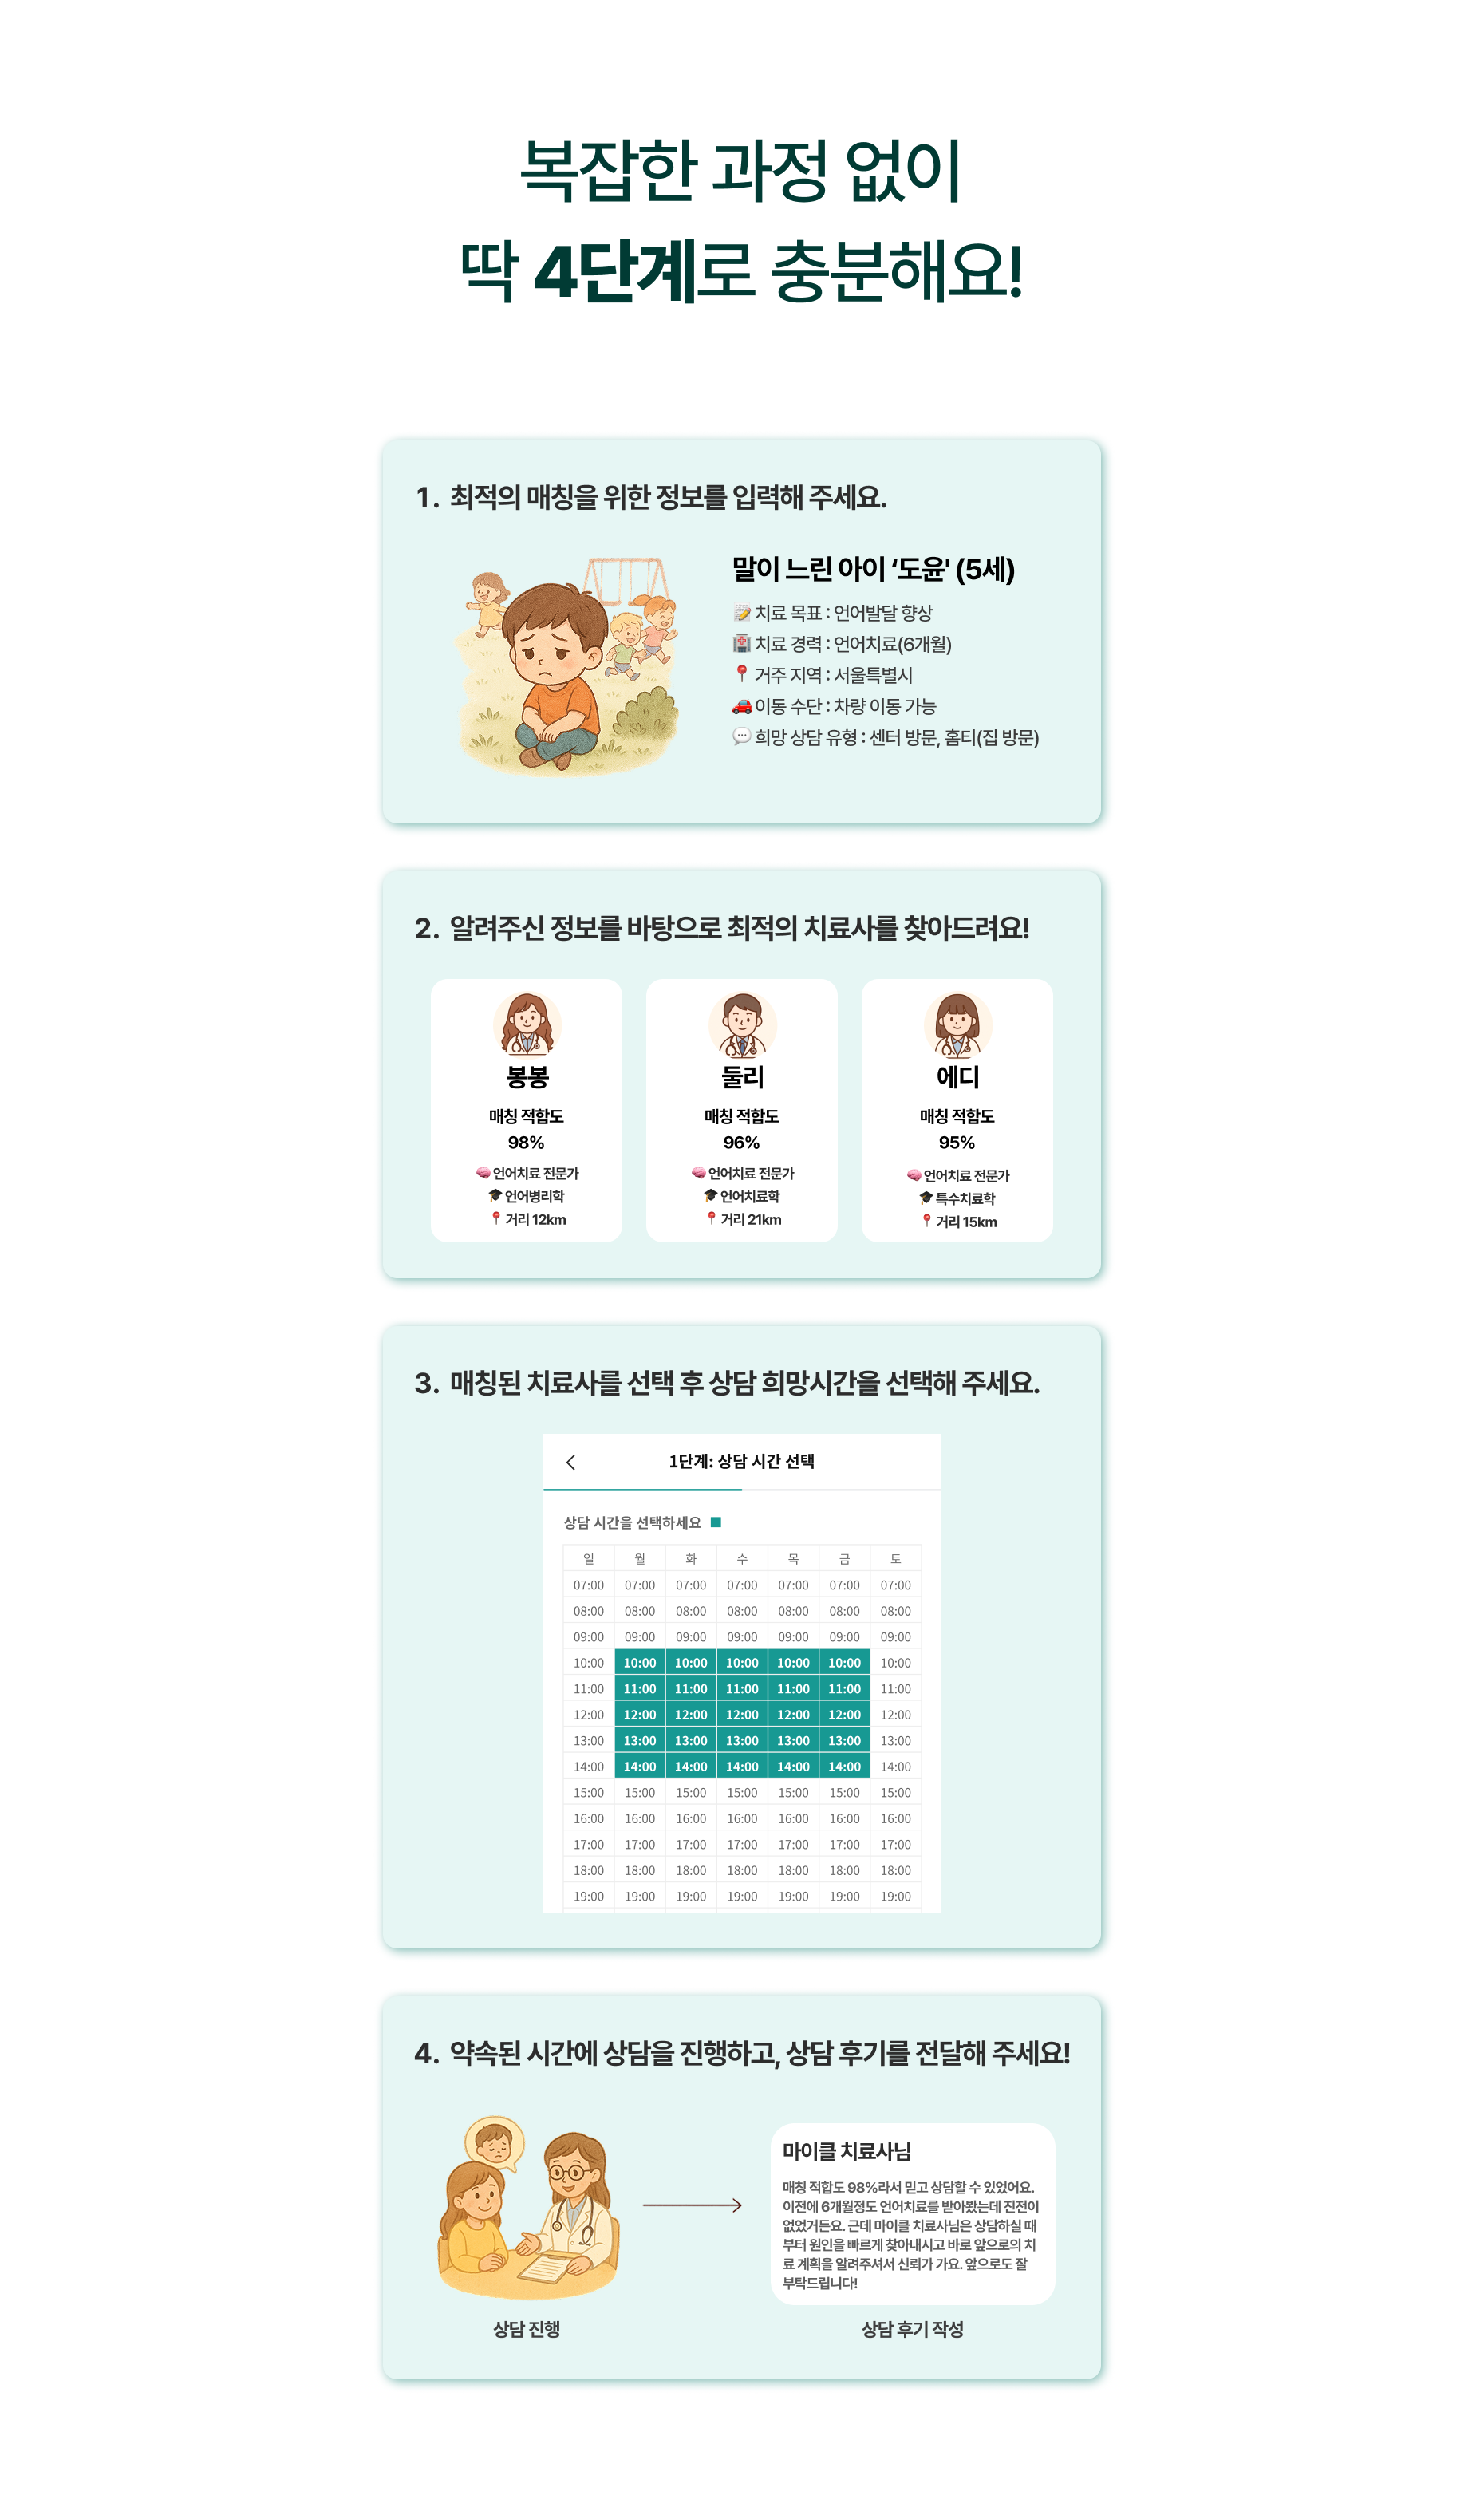 복잡한 과정 없이
딱 4단계로 충분해요!
1. 최적의 매칭을 위한 정보를 입력해 주세요.
말이 느린 아이 ‘도윤' (5세)
📝 치료 목표 : 언어발달 향상
🏥 치료 경력 : 언어치료(6개월)
📍 거주 지역 : 서울특별시
🚗 이동 수단 : 차량 이동 가능
💬 희망 상담 유형 : 센터 방문, 홈티(집 방문)
2. 알려주신 정보를 바탕으로 최적의 치료사를 찾아드려요!
봉봉
매칭 적합도
98%
🧠 언어치료 전문가
🎓 언어병리학
📍 거리 12km
둘리
매칭 적합도
96%
🧠 언어치료 전문가
🎓 언어치료학
📍 거리 21km
에디
매칭 적합도
95%
🧠 언어치료 전문가
🎓 특수치료학
📍 거리 15km
3. 매칭된 치료사를 선택 후 상담 희망시간을 선택해 주세요.
1단계: 상담 시간 선택
상담 시간을 선택하세요
일 월 화 수 목 금 토
07:00 07:00 07:00 07:00 07:00 07:00 07:00
08:00 08:00 08:00 08:00 08:00 08:00 08:00
09:00 09:00 09:00 09:00 09:00 09:00 09:00
10:00 10:00 10:00 10:00 10:00 10:00 10:00
11:00 11:00 11:00 11:00 11:00 11:00 11:00
12:00 12:00 12:00 12:00 12:00 12:00 12:00
13:00 13:00 13:00 13:00 13:00 13:00 13:00
14:00 14:00 14:00 14:00 14:00 14:00 14:00
15:00 15:00 15:00 15:00 15:00 15:00 15:00
16:00 16:00 16:00 16:00 16:00 16:00 16:00
17:00 17:00 17:00 17:00 17:00 17:00 17:00
18:00 18:00 18:00 18:00 18:00 18:00 18:00
19:00 19:00 19:00 19:00 19:00 19:00 19:00
4. 약속된 시간에 상담을 진행하고, 상담 후기를 전달해 주세요!
마이클 치료사님
매칭 적합도 98%라서 믿고 상담할 수 있었어요.
이전에 6개월정도 언어치료를 받아봤는데 진전이
없었거든요. 근데 마이클 치료사님은 상담하실 때
부터 원인을 빠르게 찾아내시고 바로 앞으로의 치
료 계획을 알려주셔서 신뢰가 가요. 앞으로도 잘
부탁드립니다!
상담 진행
상담 후기 작성